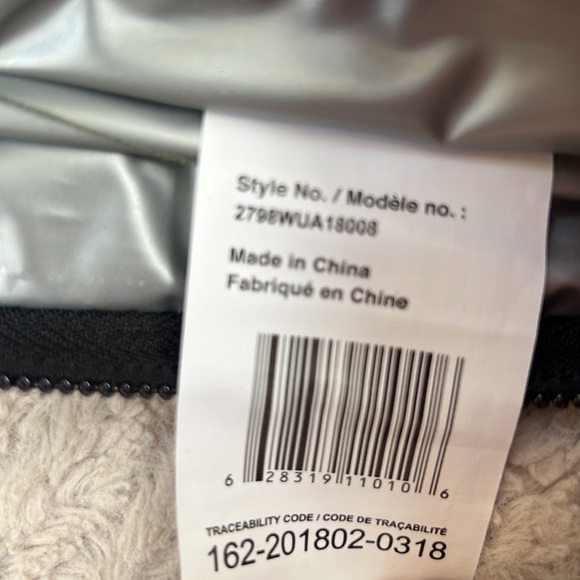 Style No. / Modèle no. :
2798WUA18008
Made in China
Fabriqué en Chine
6 28319 11010 6
TRACEABILITY CODE / CODE DE TRAÇABILITÉ
162-201802-0318